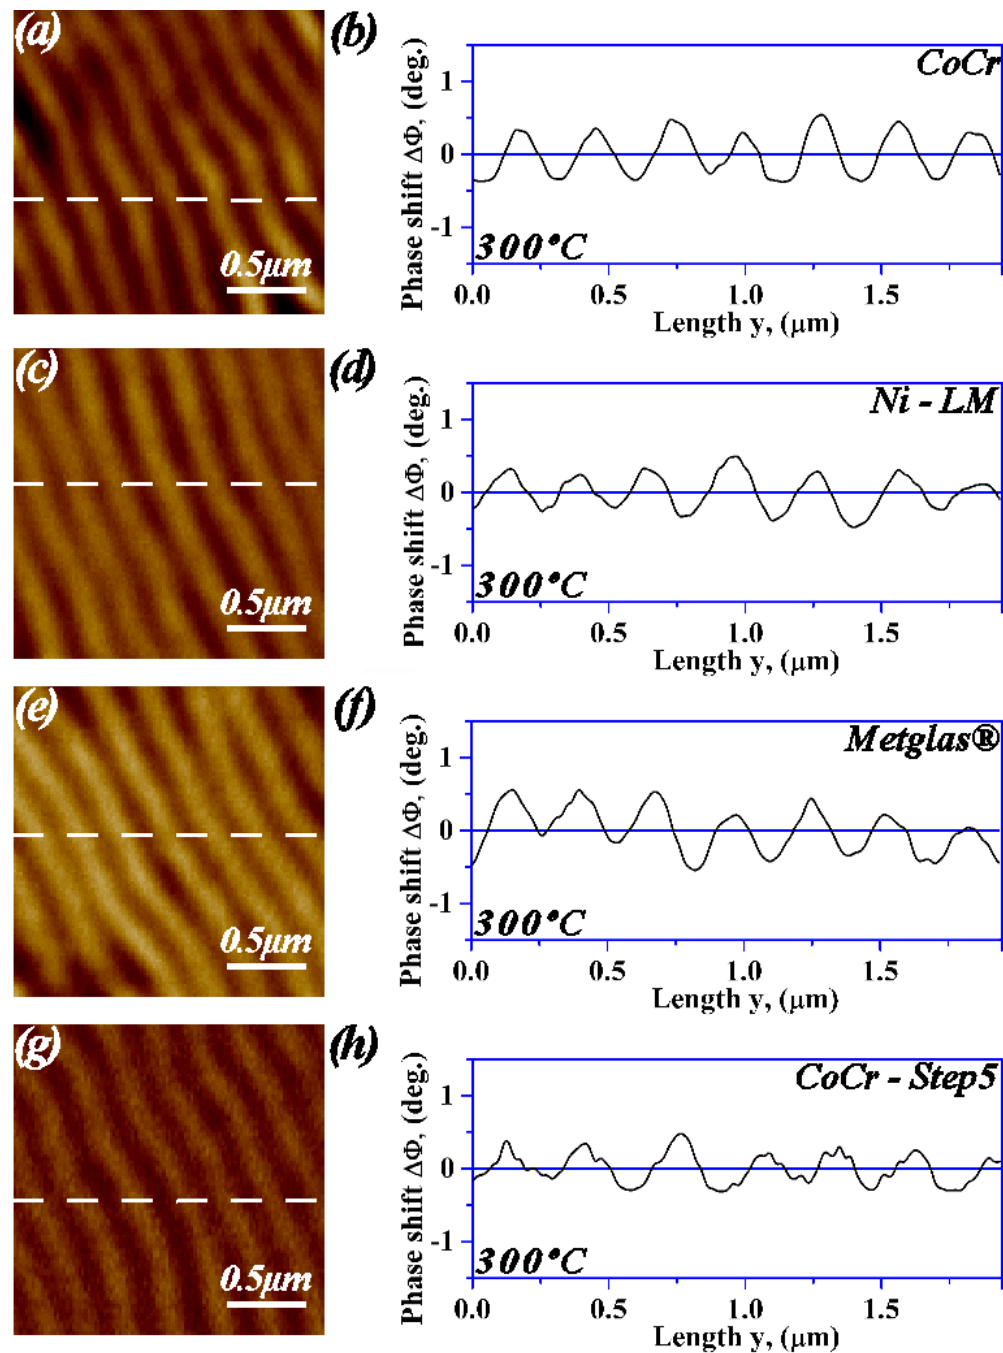 (a)
0.5μm
(b)
Phase shift ΔΦ, (deg.)
1
0
-1
CoCr
300°C
0.0 0.5 1.0 1.5
Length y, (μm)
(c)
0.5μm
(d)
Phase shift ΔΦ, (deg.)
1
0
-1
Ni - LM
300°C
0.0 0.5 1.0 1.5
Length y, (μm)
(e)
0.5μm
(f)
Phase shift ΔΦ, (deg.)
1
0
-1
Metglas®
300°C
0.0 0.5 1.0 1.5
Length y, (μm)
(g)
0.5μm
(h)
Phase shift ΔΦ, (deg.)
1
0
-1
CoCr - Step5
300°C
0.0 0.5 1.0 1.5
Length y, (μm)